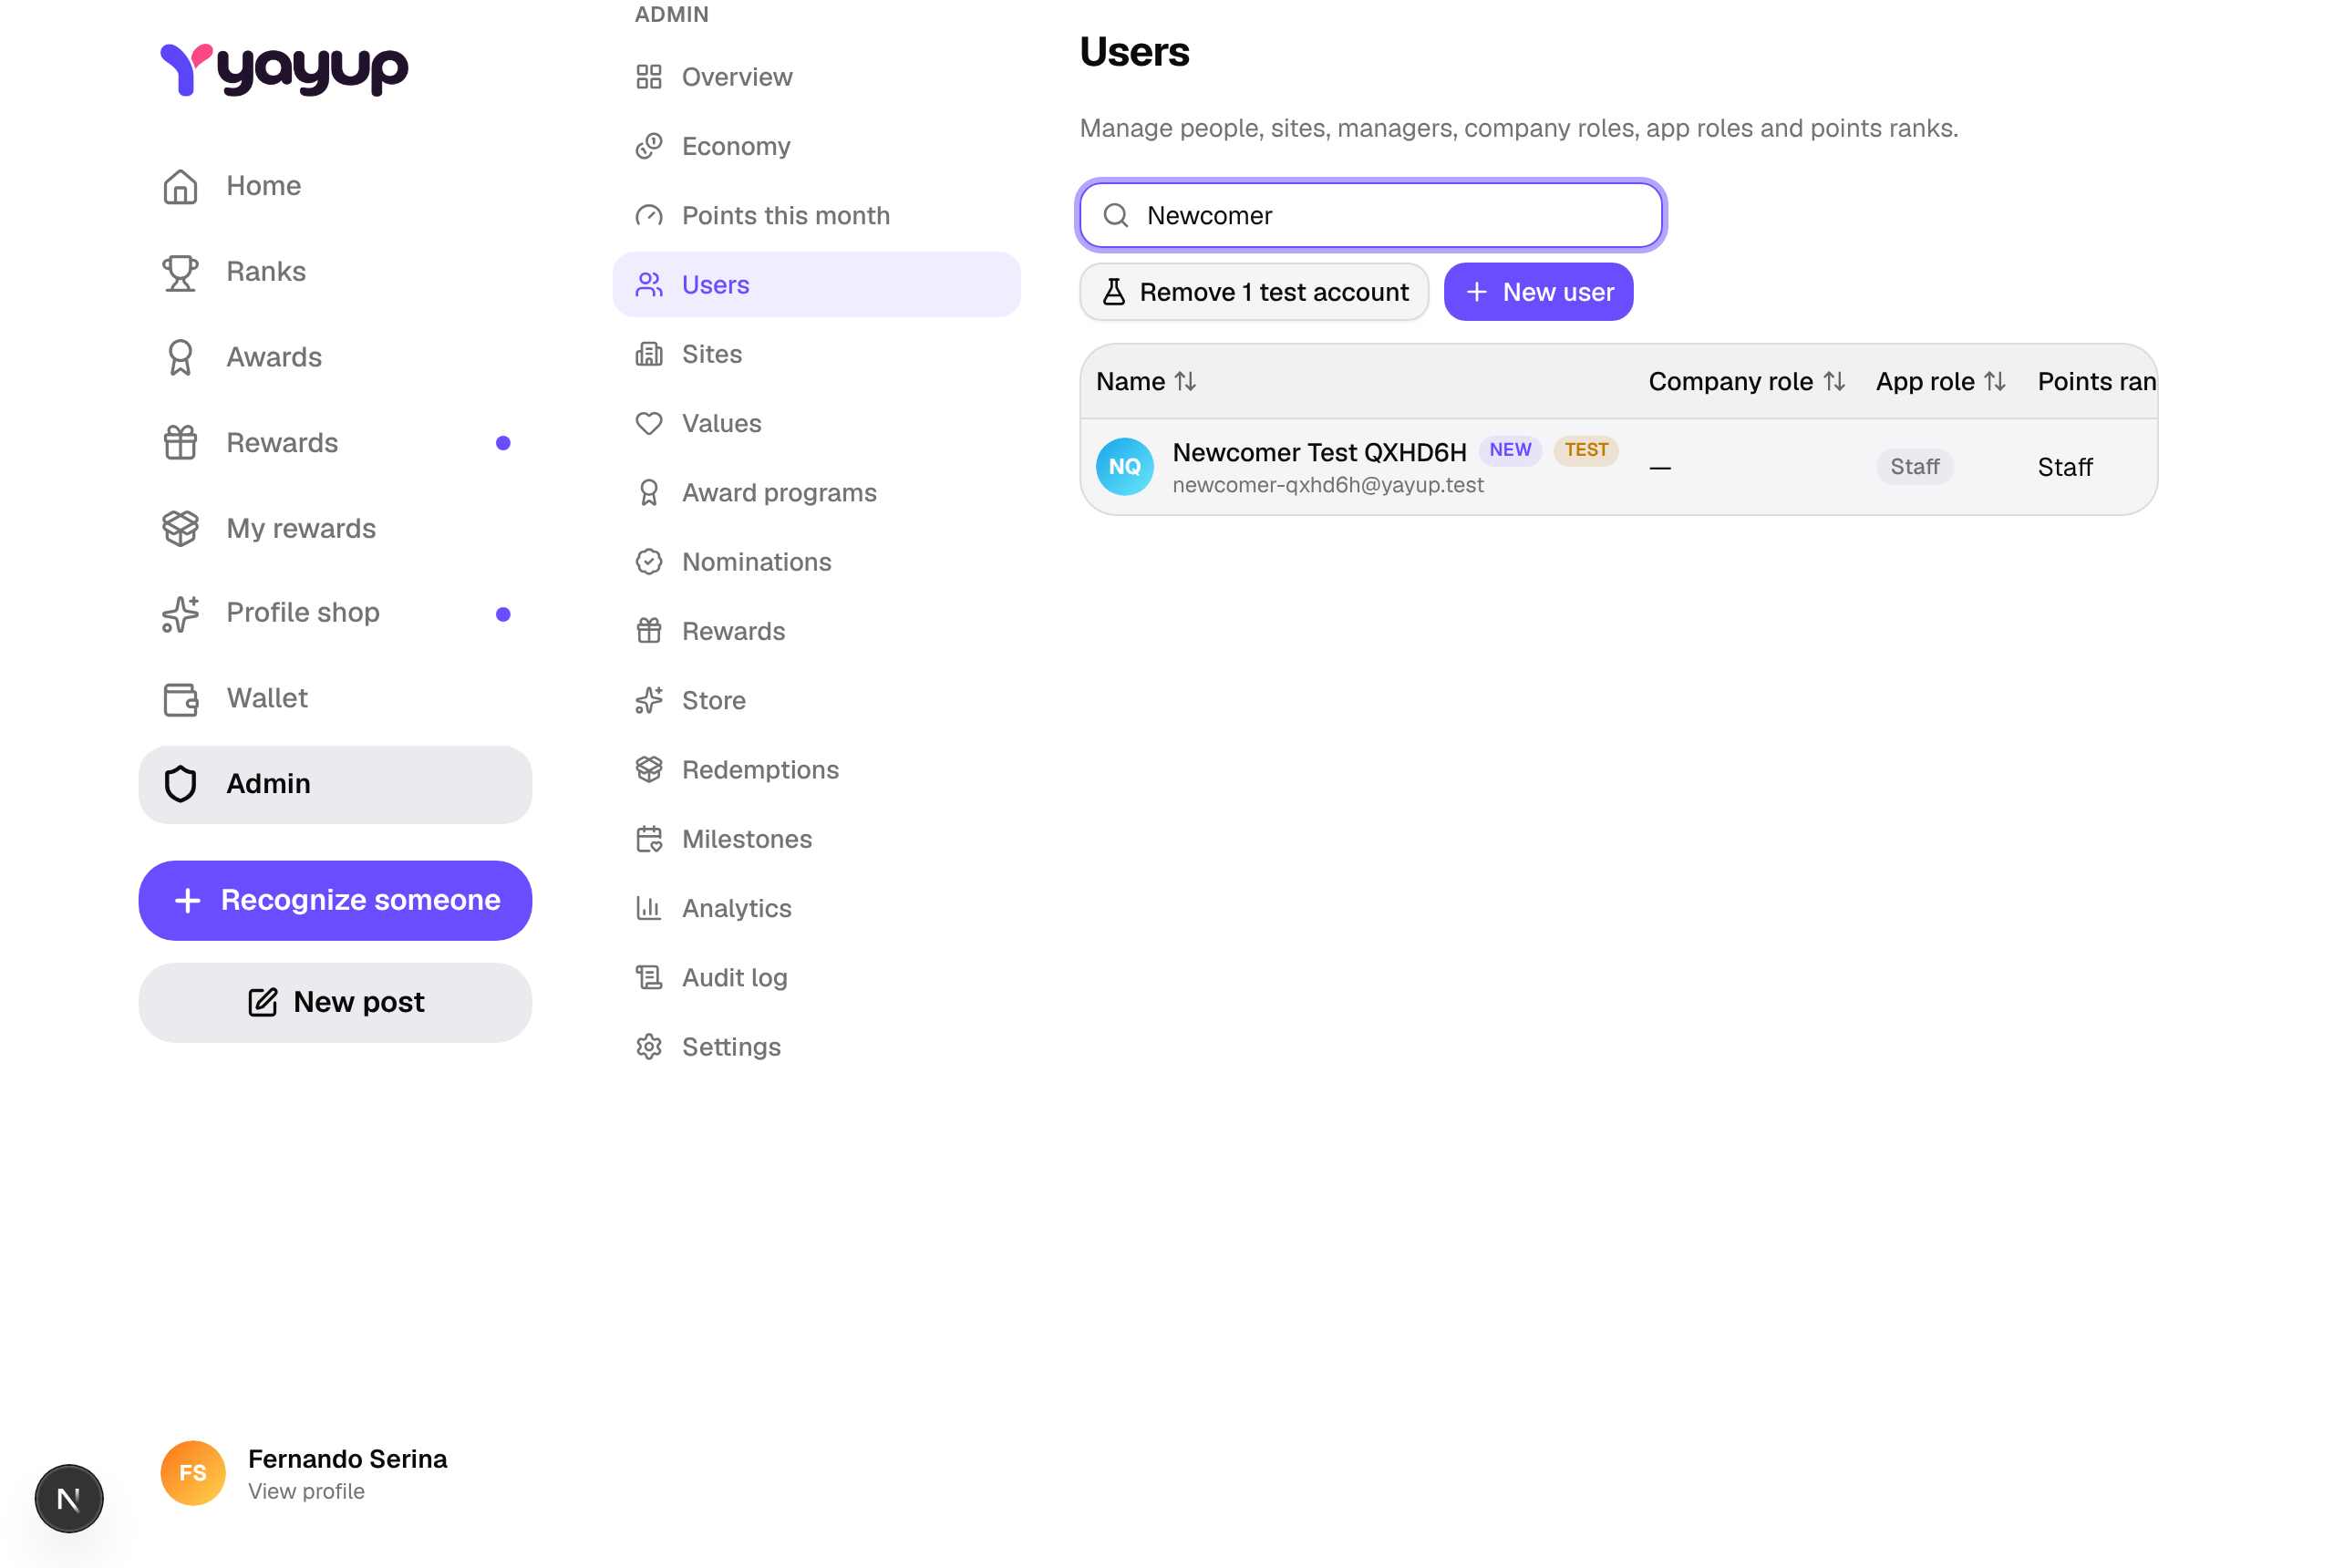 yayup
Home
Ranks
Awards
Rewards
My rewards
Profile shop
Wallet
Admin
Recognize someone
New post
Fernando Serina
View profile
FS
N
ADMIN
Overview
Economy
Points this month
Users
Sites
Values
Award programs
Nominations
Rewards
Store
Redemptions
Milestones
Analytics
Audit log
Settings
Users
Manage people, sites, managers, company roles, app roles and points ranks.
Newcomer
Remove 1 test account
New user
Name Company role App role Points ran
NQ
Newcomer Test QXHD6H NEW TEST
newcomer-qxhd6h@yayup.test
— Staff Staff